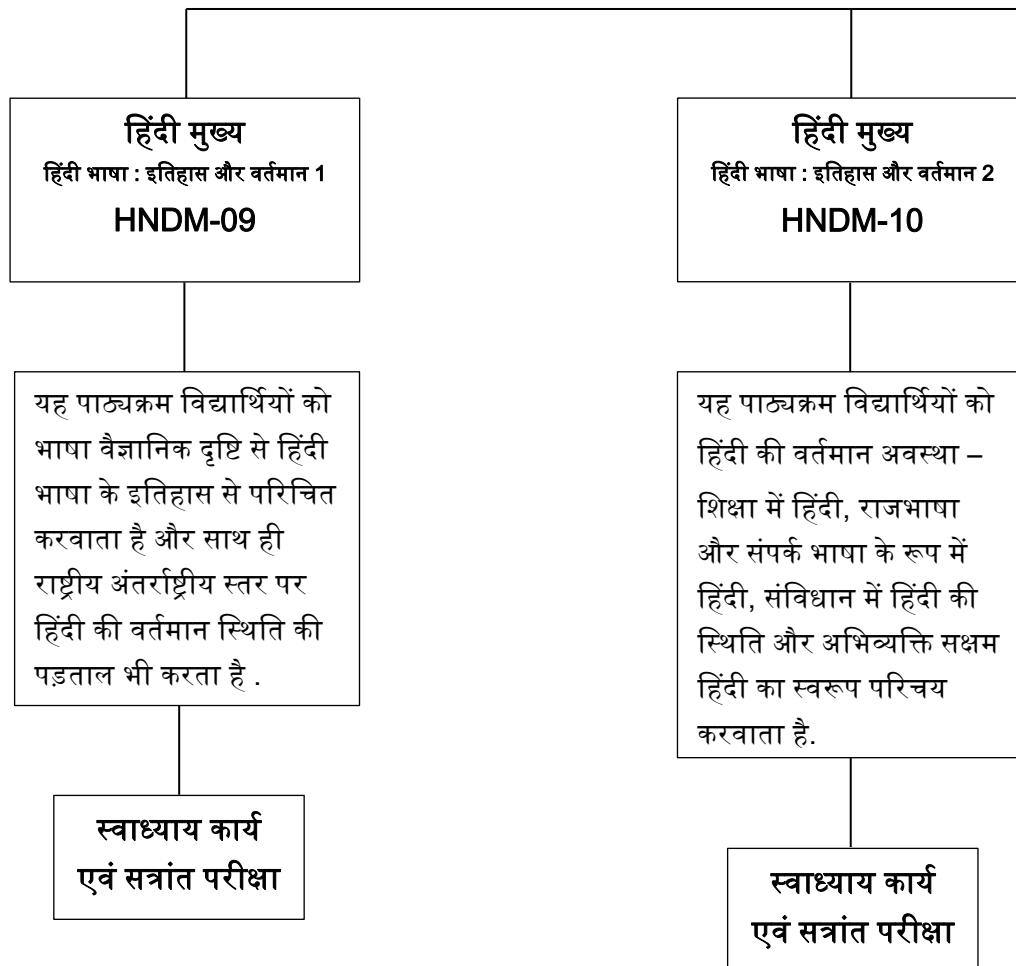 हिंदी मुख्य
हिंदी भाषा : इतिहास और वर्तमान 1
HNDM-09
यह पाठ्यक्रम विद्यार्थियों को
भाषा वैज्ञानिक दृष्टि से हिंदी
भाषा के इतिहास से परिचित
करवाता है और साथ ही
राष्ट्रीय अंतर्राष्ट्रीय स्तर पर
हिंदी की वर्तमान स्थिति की
पड़ताल भी करता है .
स्वाध्याय कार्य
एवं सत्रांत परीक्षा
हिंदी मुख्य
हिंदी भाषा : इतिहास और वर्तमान 2
HNDM-10
यह पाठ्यक्रम विद्यार्थियों को
हिंदी की वर्तमान अवस्था –
शिक्षा में हिंदी, राजभाषा
और संपर्क भाषा के रूप में
हिंदी, संविधान में हिंदी की
स्थिति और अभिव्यक्ति सक्षम
हिंदी का स्वरूप परिचय
करवाता है.
स्वाध्याय कार्य
एवं सत्रांत परीक्षा